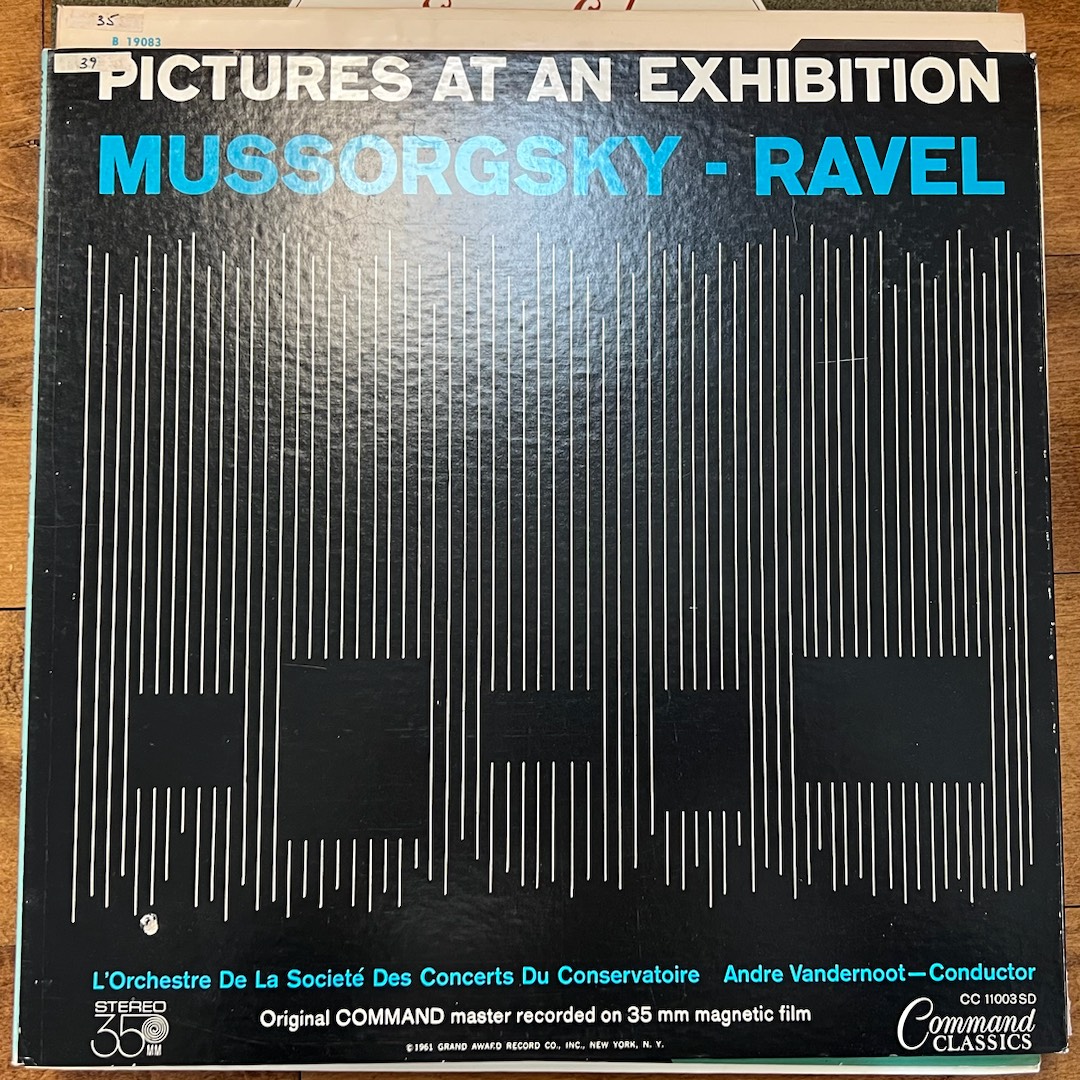 35
B 19083
39
PICTURES AT AN EXHIBITION
MUSSORGSKY - RAVEL
L'Orchestre De La Societé Des Concerts Du Conservatoire Andre Vandernoot—Conductor
STEREO
35
MM
Original COMMAND master recorded on 35 mm magnetic film
CC 11003 SD
Command
CLASSICS
©1961 GRAND AWARD RECORD CO., INC., NEW YORK, N. Y.